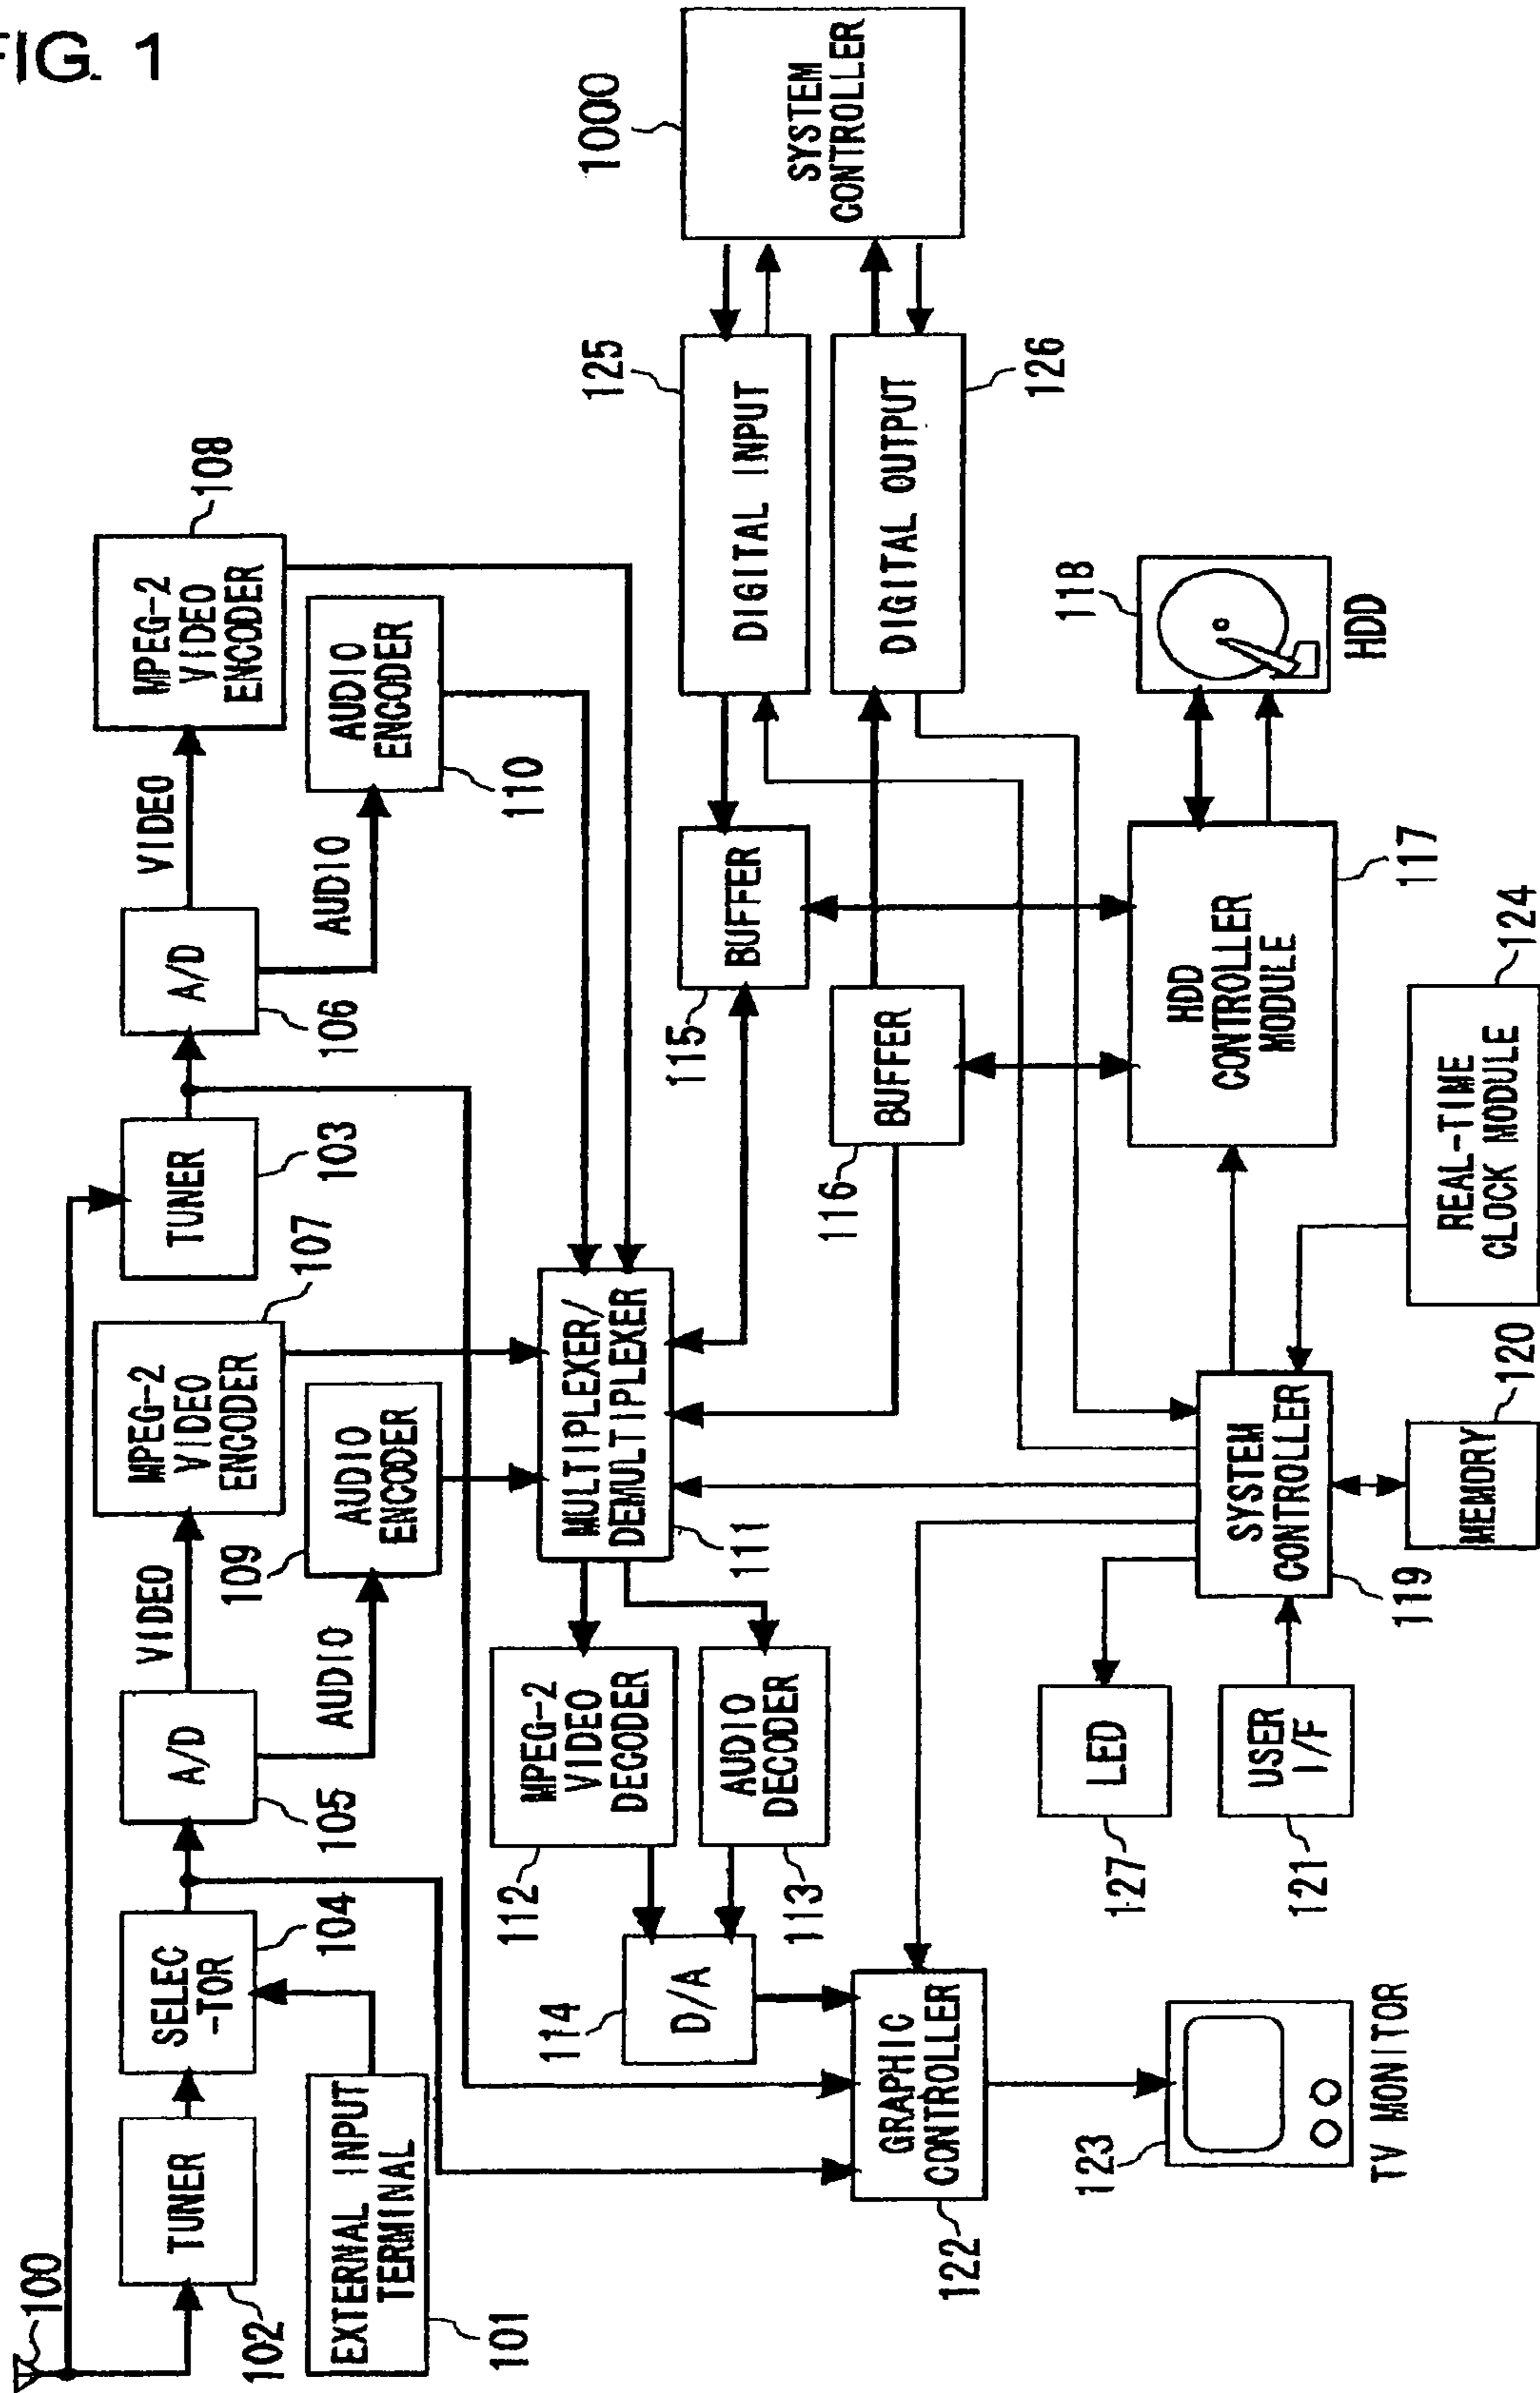 FIG. 1
100
TUNER
102
EXTERNAL INPUT
TERMINAL
101
SELEC
-TOR
104
A/D
105
VIDEO
AUDIO
MPEG-2
VIDEO
ENCODER
107
AUDIO
ENCODER
109
TUNER
103
A/D
106
VIDEO
AUDIO
MPEG-2
VIDEO
ENCODER
108
AUDIO
ENCODER
110
MULTIPLEXER/
DEMULTIPLEXER
111
MPEG-2
VIDEO
DECODER
112
AUDIO
DECODER
113
D/A
114
BUFFER
115
BUFFER
116
DIGITAL INPUT
125
DIGITAL OUTPUT
126
SYSTEM
CONTROLLER
1000
GRAPHIC
CONTROLLER
122
123
TV MONITOR
LED
127
USER
I/F
121
SYSTEM
CONTROLLER
119
MEMORY
120
REAL-TIME
CLOCK MODULE
124
HDD
CONTROLLER
MODULE
117
118
HDD